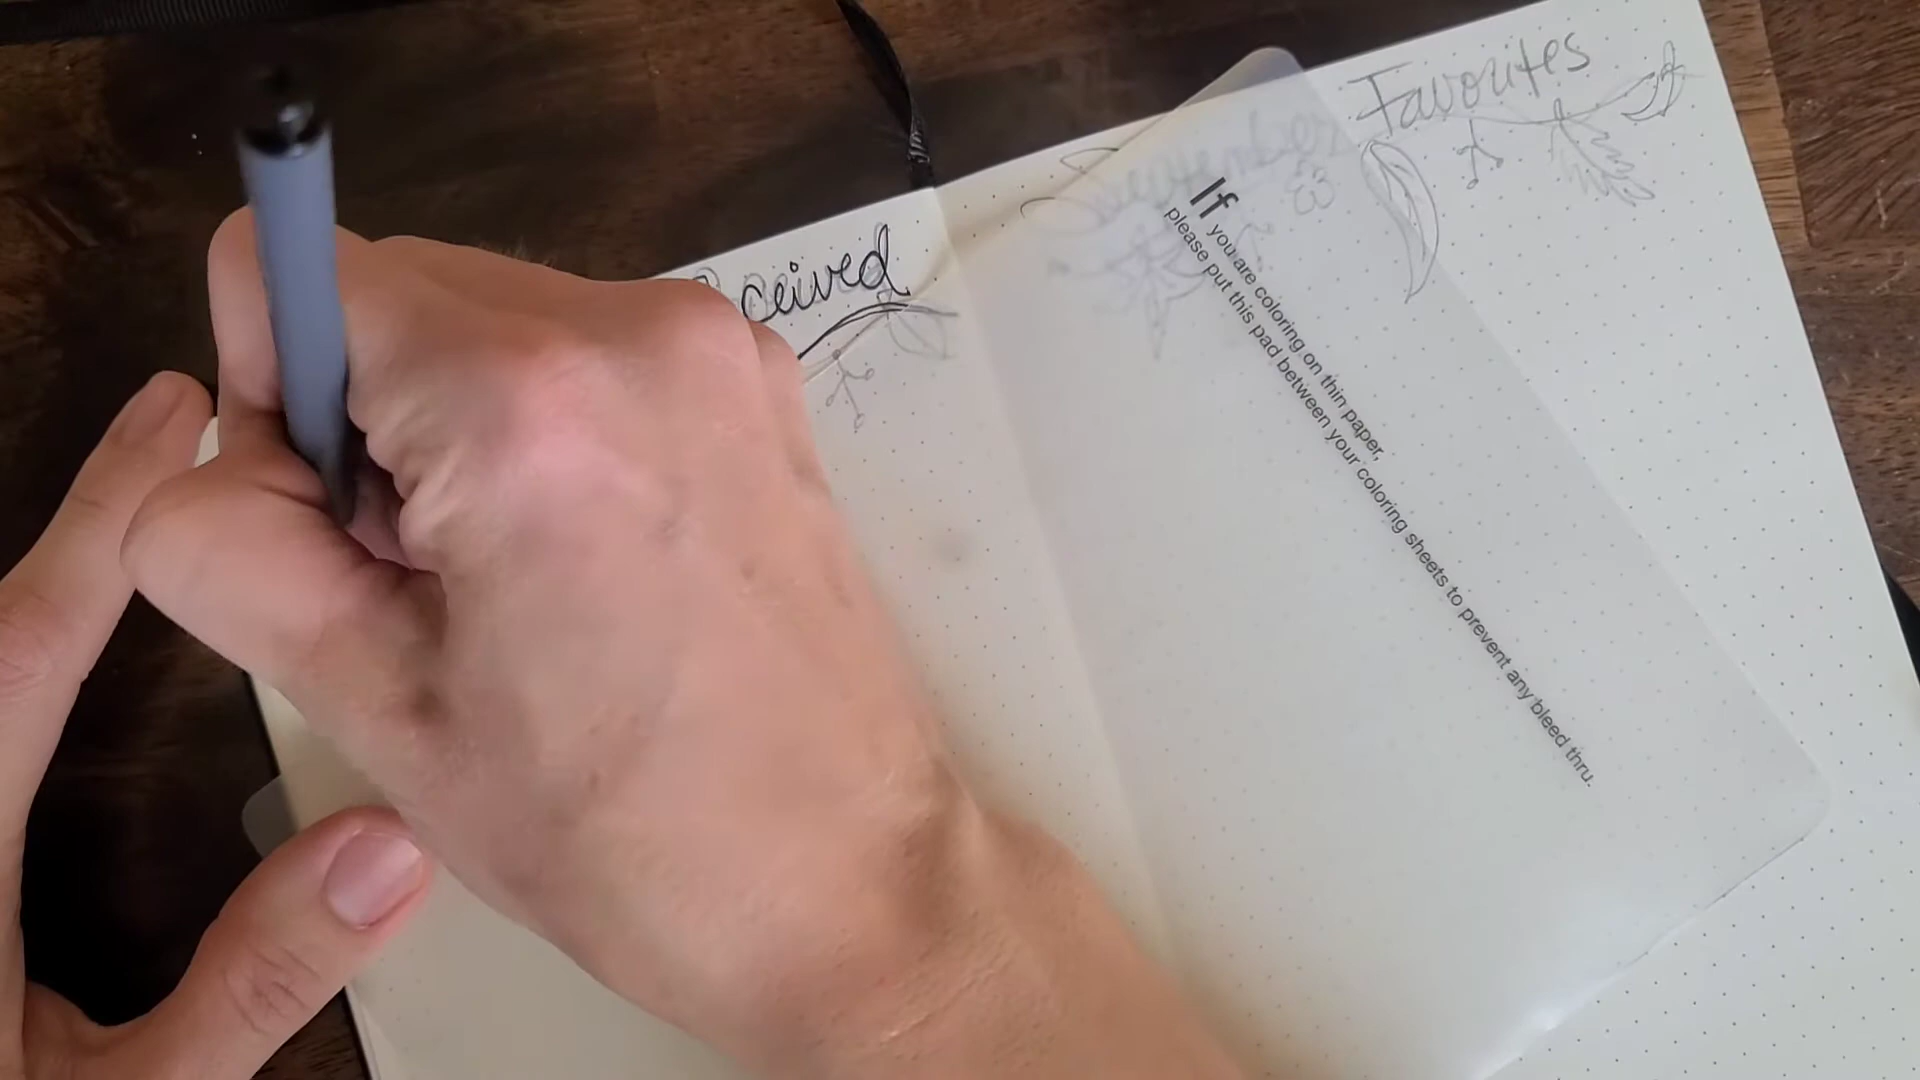 ceived
Favorites
If you are coloring on thin paper,
please put this pad between your coloring sheets to prevent any bleed thru.